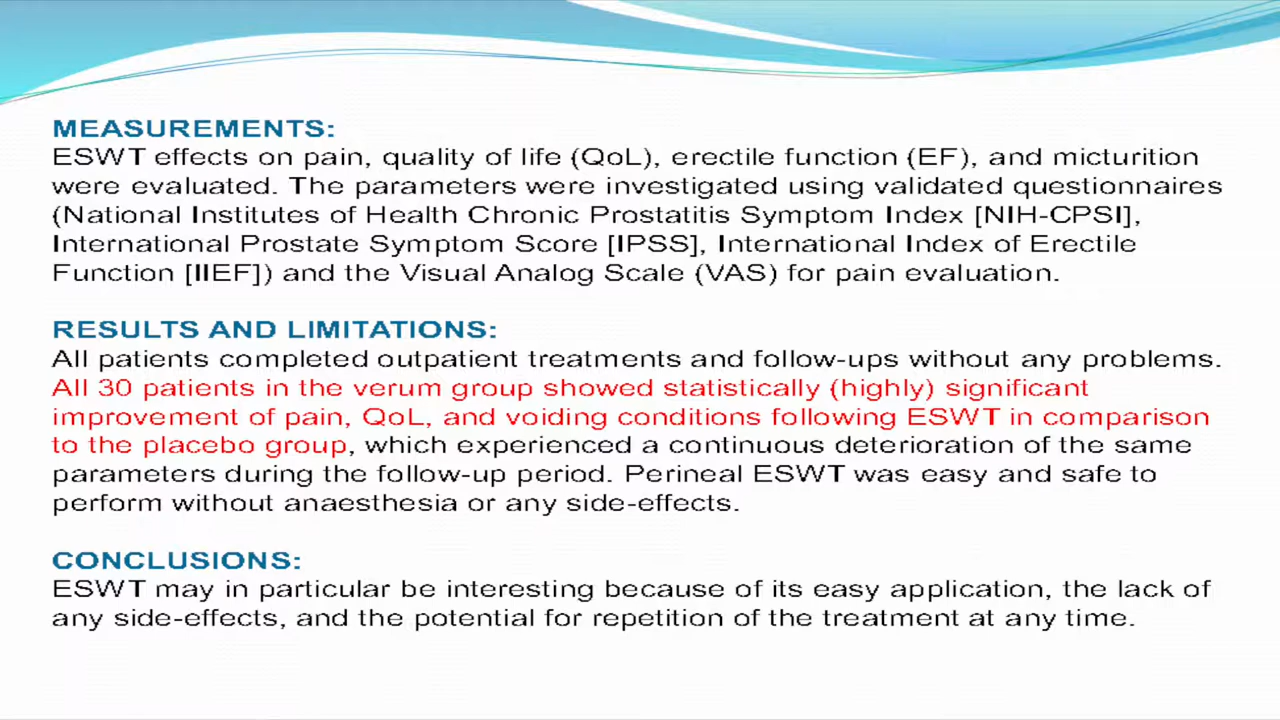 MEASUREMENTS:
ESWT effects on pain, quality of life (QoL), erectile function (EF), and micturition
were evaluated. The parameters were investigated using validated questionnaires
(National Institutes of Health Chronic Prostatitis Symptom Index [NIH-CPSI],
International Prostate Symptom Score [IPSS], International Index of Erectile
Function [IIEF]) and the Visual Analog Scale (VAS) for pain evaluation.
RESULTS AND LIMITATIONS:
All patients completed outpatient treatments and follow-ups without any problems.
All 30 patients in the verum group showed statistically (highly) significant
improvement of pain, QoL, and voiding conditions following ESWT in comparison
to the placebo group, which experienced a continuous deterioration of the same
parameters during the follow-up period. Perineal ESWT was easy and safe to
perform without anaesthesia or any side-effects.
CONCLUSIONS:
ESWT may in particular be interesting because of its easy application, the lack of
any side-effects, and the potential for repetition of the treatment at any time.